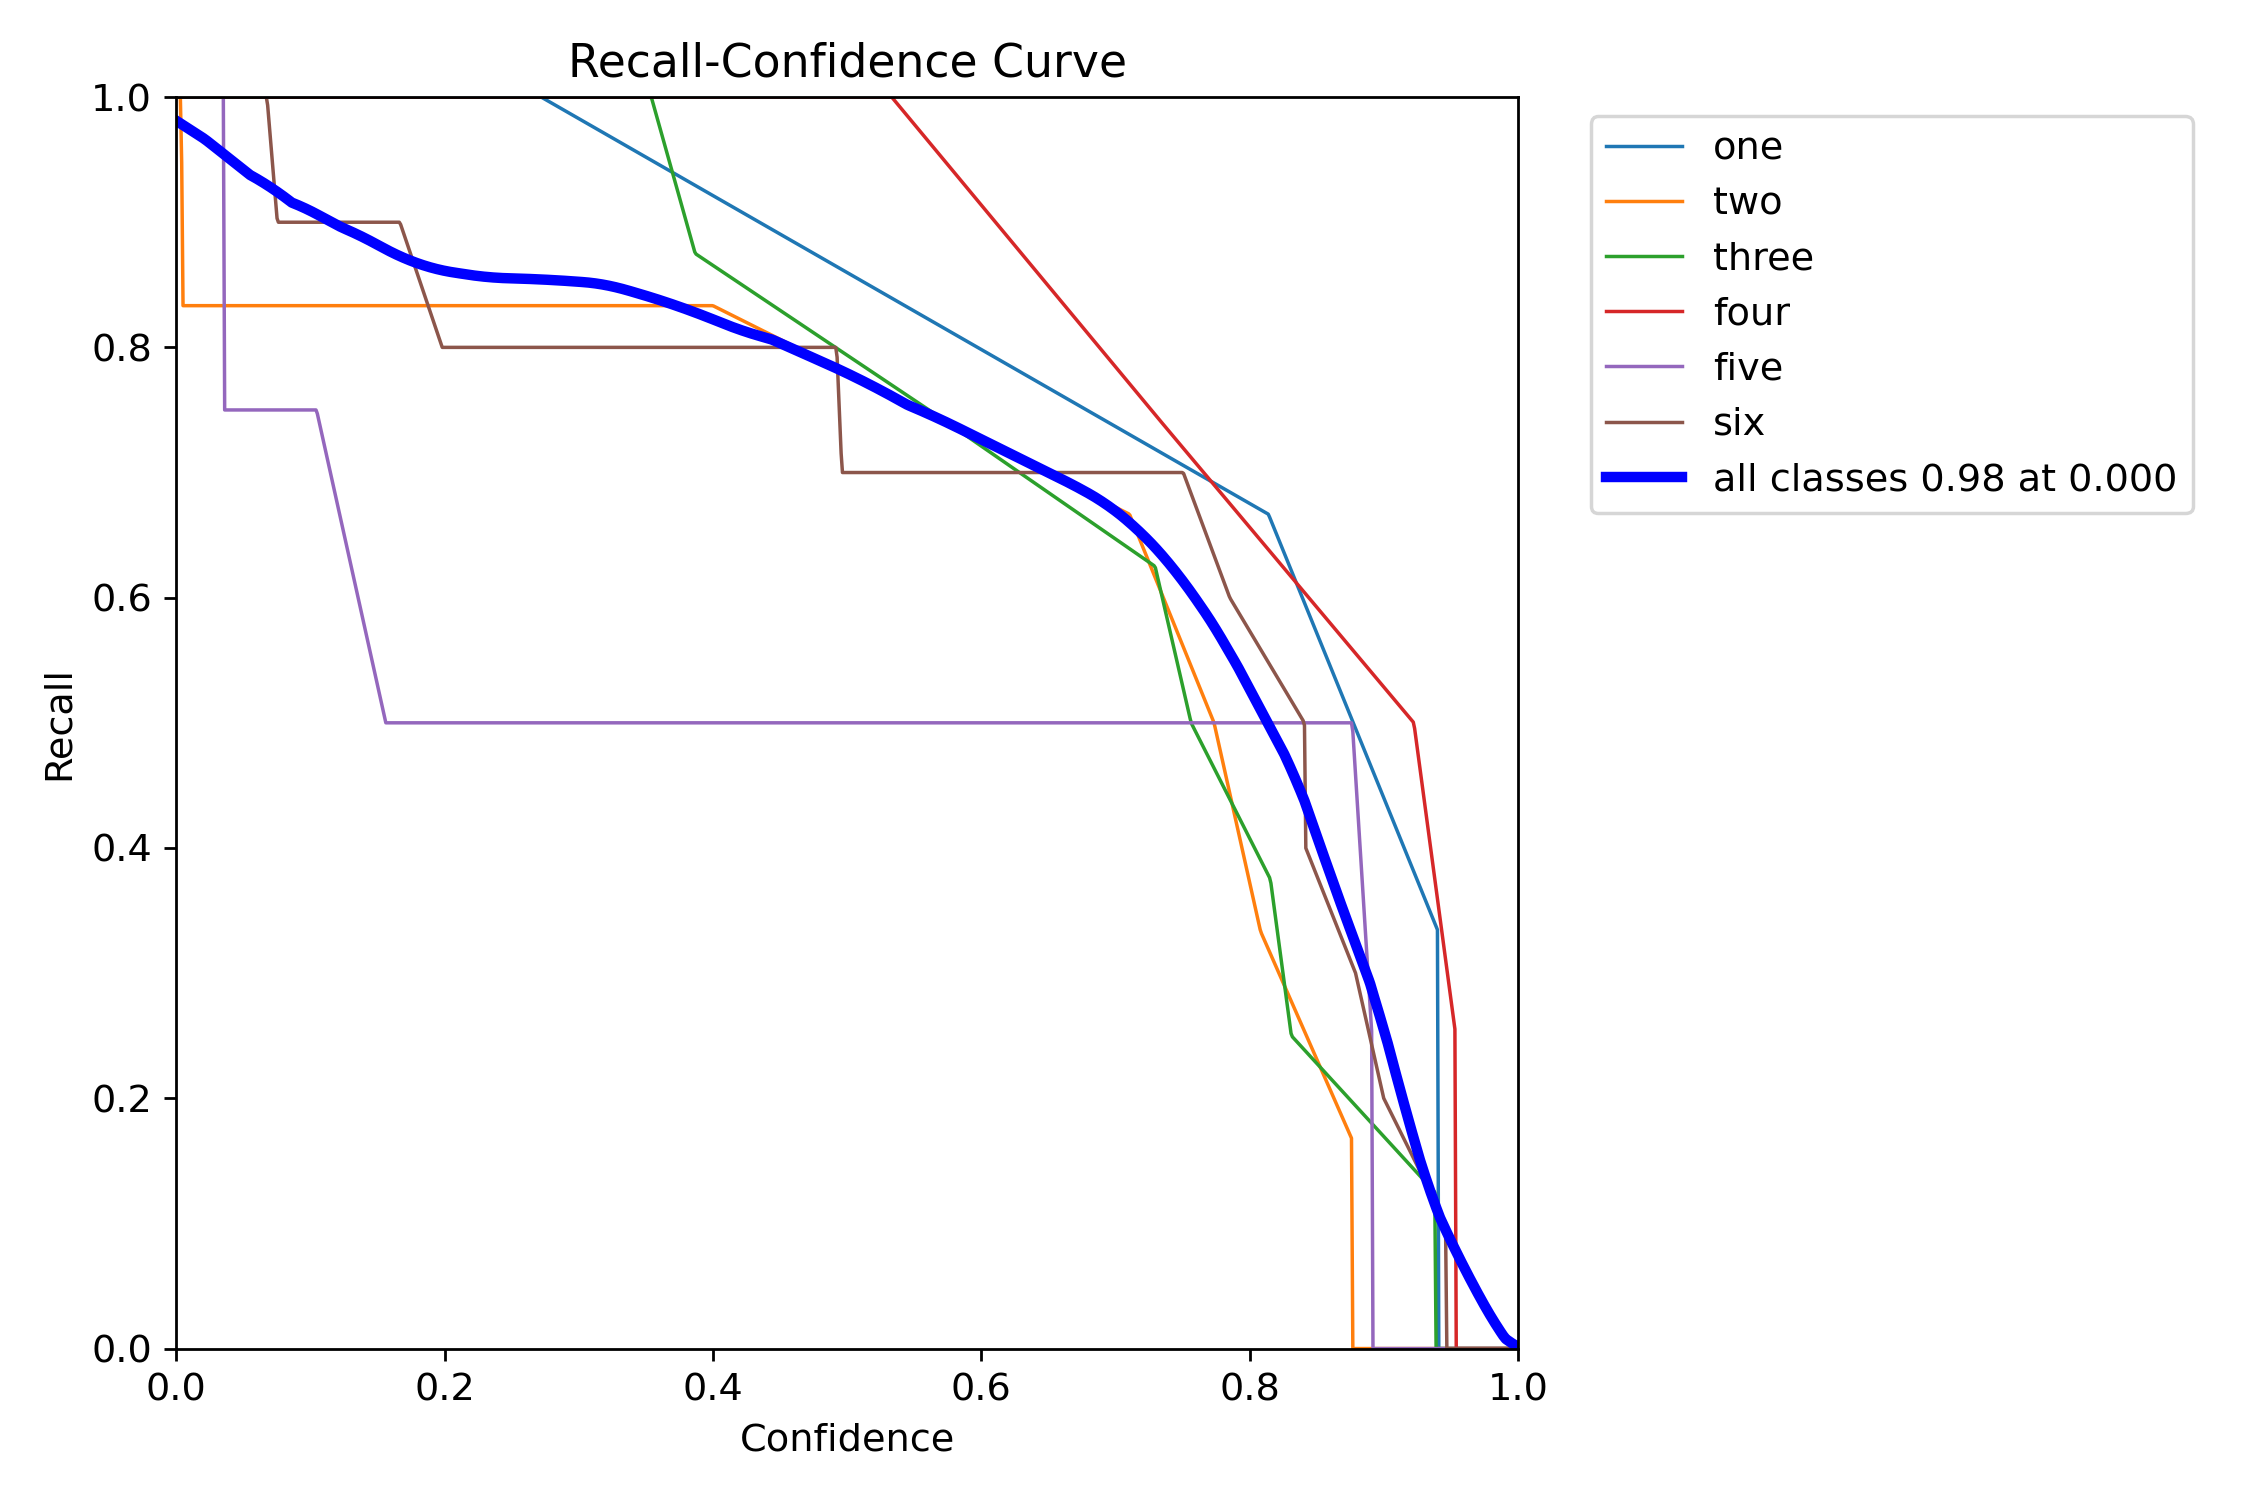 Recall-Confidence Curve
1.0
0.8
0.6
0.4
0.2
0.0
Recall
0.0 0.2 0.4 0.6 0.8 1.0
Confidence
one
two
three
four
five
six
all classes 0.98 at 0.000